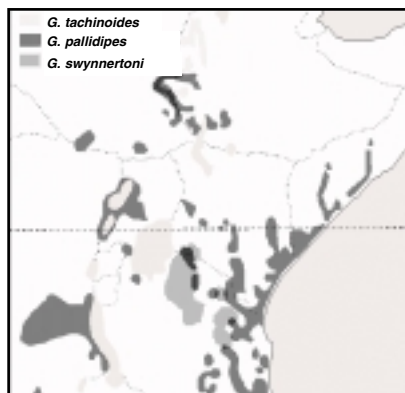 G. tachinoides
G. pallidipes
G. swynnertoni